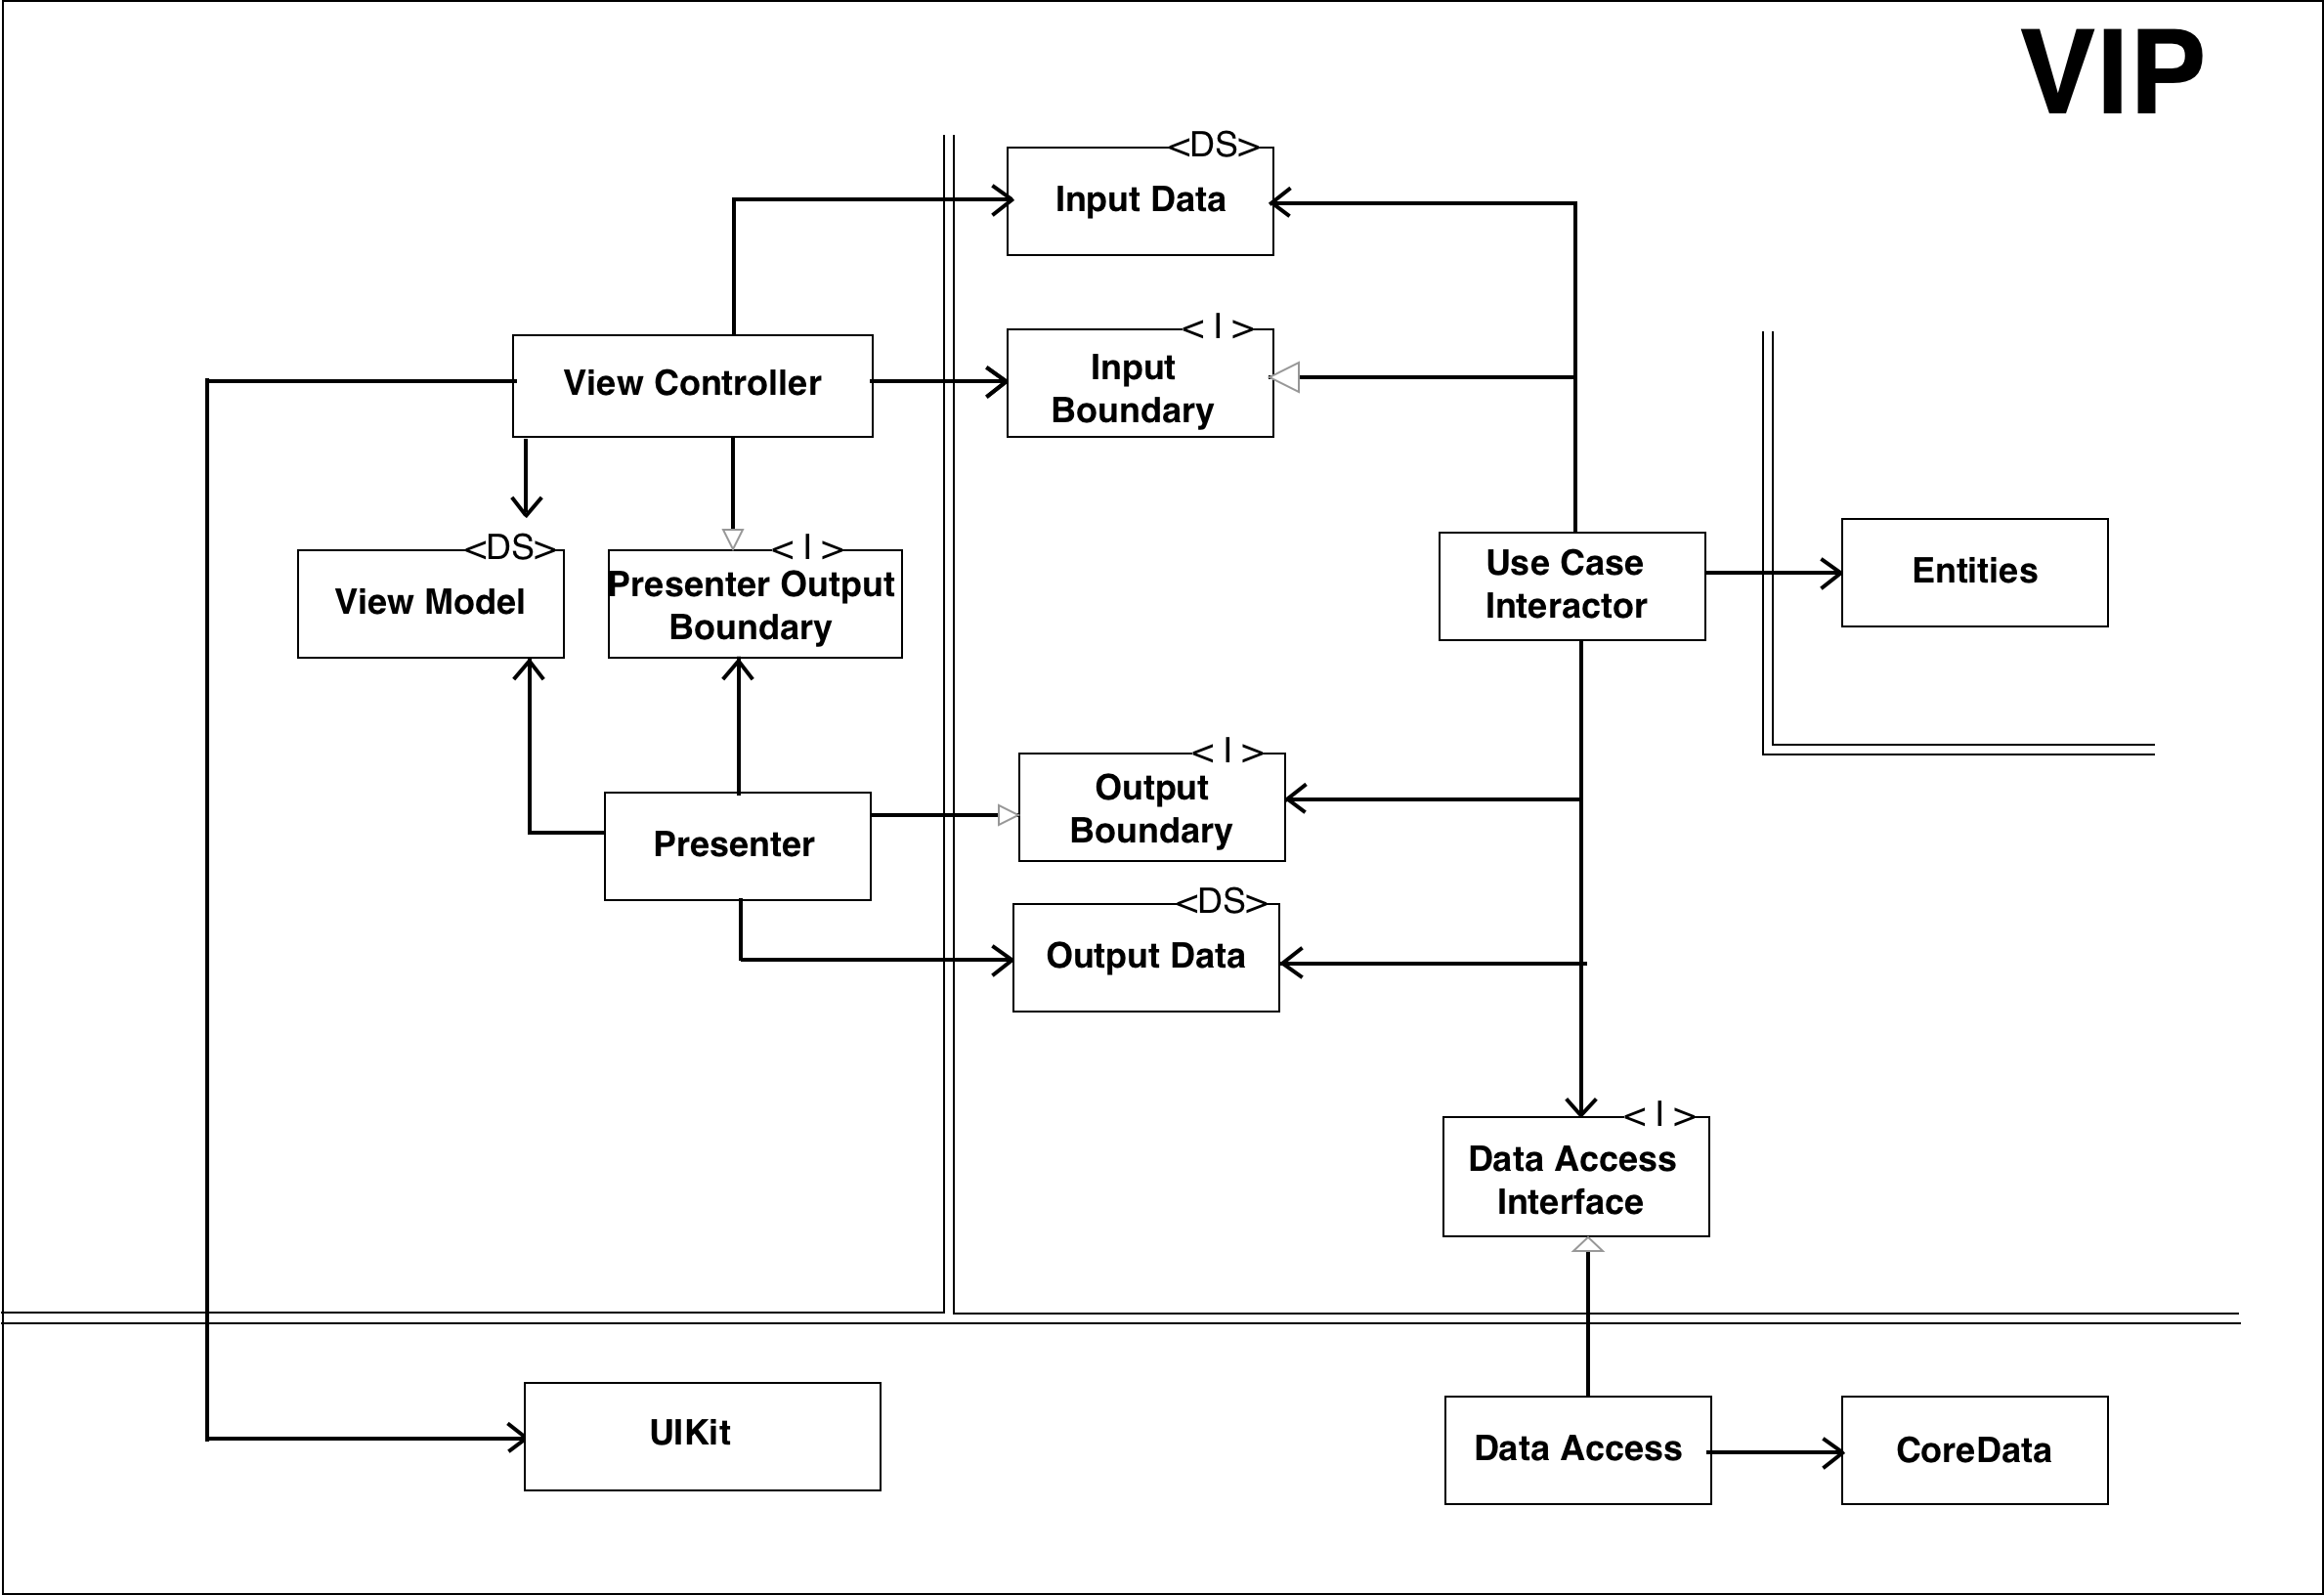 VIP
<DS>
Input Data
< I >
Input
Boundary
View Controller
<DS>
View Model
< I >
Presenter Output
Boundary
Use Case
Interactor
Entities
< I >
Output
Boundary
Presenter
<DS>
Output Data
< I >
Data Access
Interface
UIKit
Data Access
CoreData